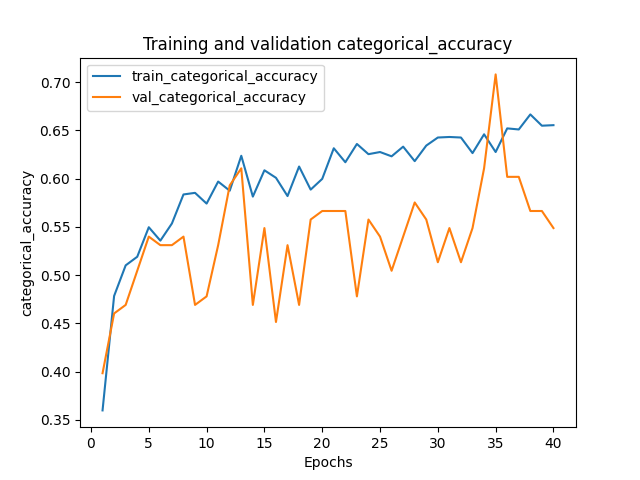 Training and validation categorical_accuracy
train_categorical_accuracy
val_categorical_accuracy
categorical_accuracy
0.70
0.65
0.60
0.55
0.50
0.45
0.40
0.35
0 5 10 15 20 25 30 35 40
Epochs